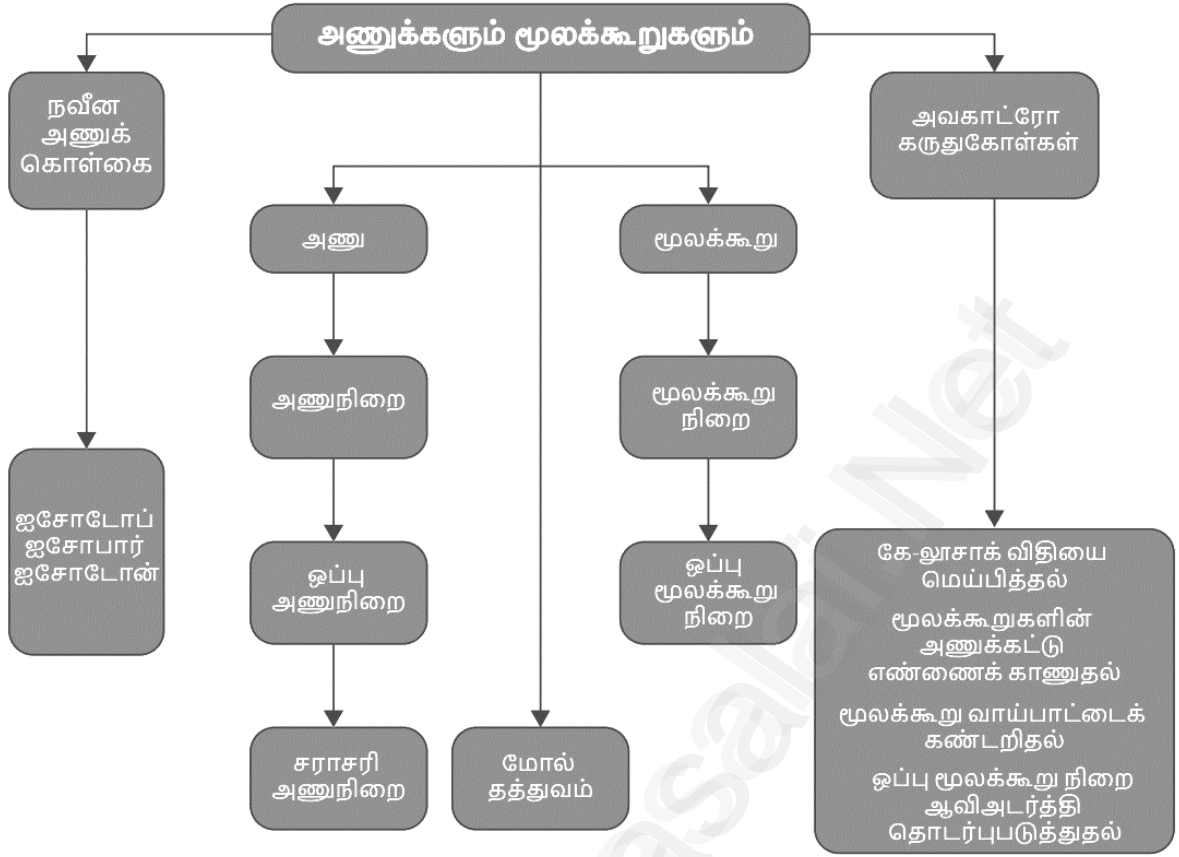 அணுக்களும் மூலக்கூறுகளும்
நவீன
அணுக்
கொள்கை
ஐசோடோப்
ஐசோபார்
ஐசோடோன்
அணு
அணுநிறை
ஒப்பு
அணுநிறை
சராசரி
அணுநிறை
மோல்
தத்துவம்
மூலக்கூறு
மூலக்கூறு
நிறை
ஒப்பு
மூலக்கூறு
நிறை
அவகாட்ரோ
கருதுகோள்கள்
கே-லூசாக் விதியை
மெய்பித்தல்
மூலக்கூறுகளின்
அணுக்கட்டு
எண்ணைக் காணுதல்
மூலக்கூறு வாய்பாட்டைக்
கண்டறிதல்
ஒப்பு மூலக்கூறு நிறை
ஆவிஅடர்த்தி
தொடர்புபடுத்துதல்